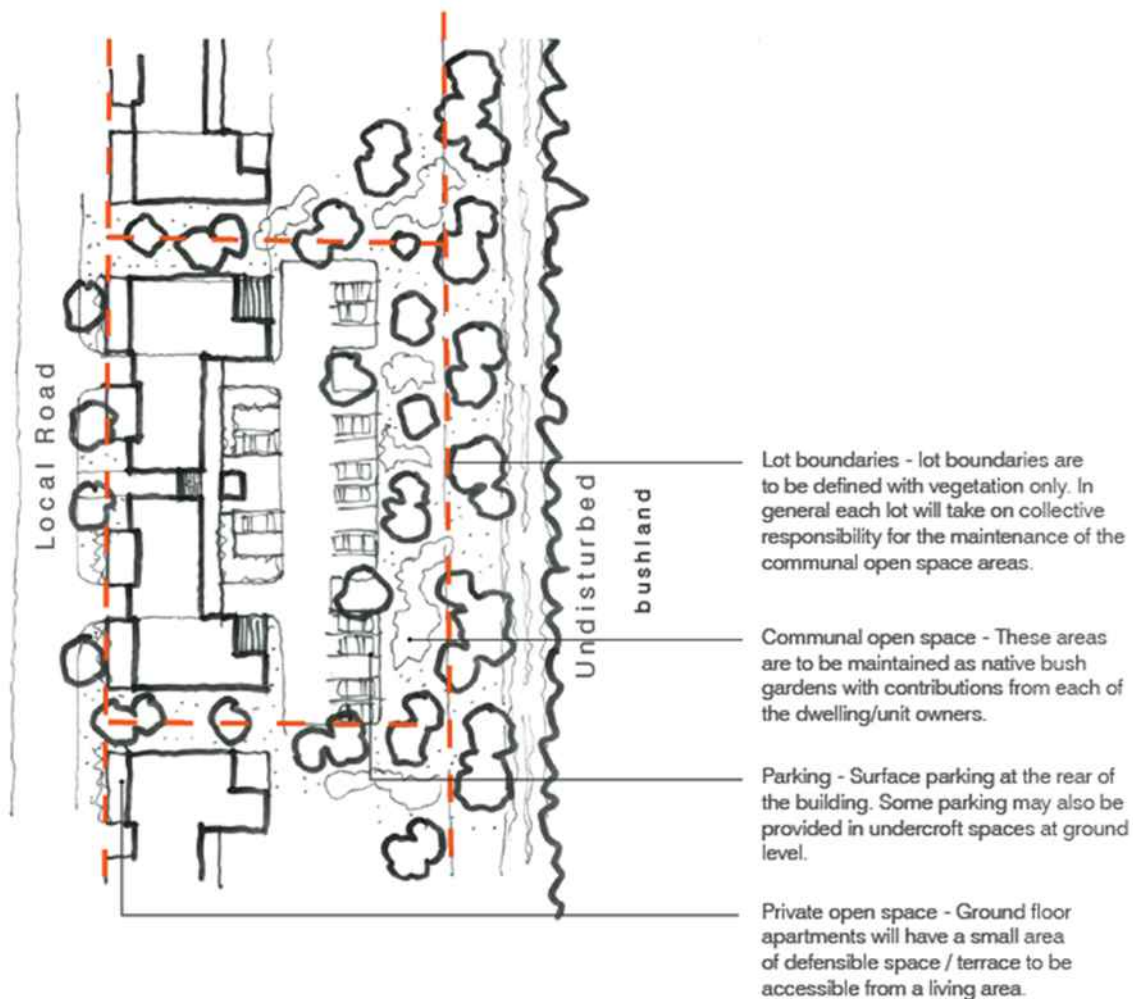 Local Road
Undisturbed
bushland
Lot boundaries - lot boundaries are
to be defined with vegetation only. In
general each lot will take on collective
responsibility for the maintenance of the
communal open space areas.
Communal open space - These areas
are to be maintained as native bush
gardens with contributions from each of
the dwelling/unit owners.
Parking - Surface parking at the rear of
the building. Some parking may also be
provided in undercroft spaces at ground
level.
Private open space - Ground floor
apartments will have a small area
of defensible space / terrace to be
accessible from a living area.